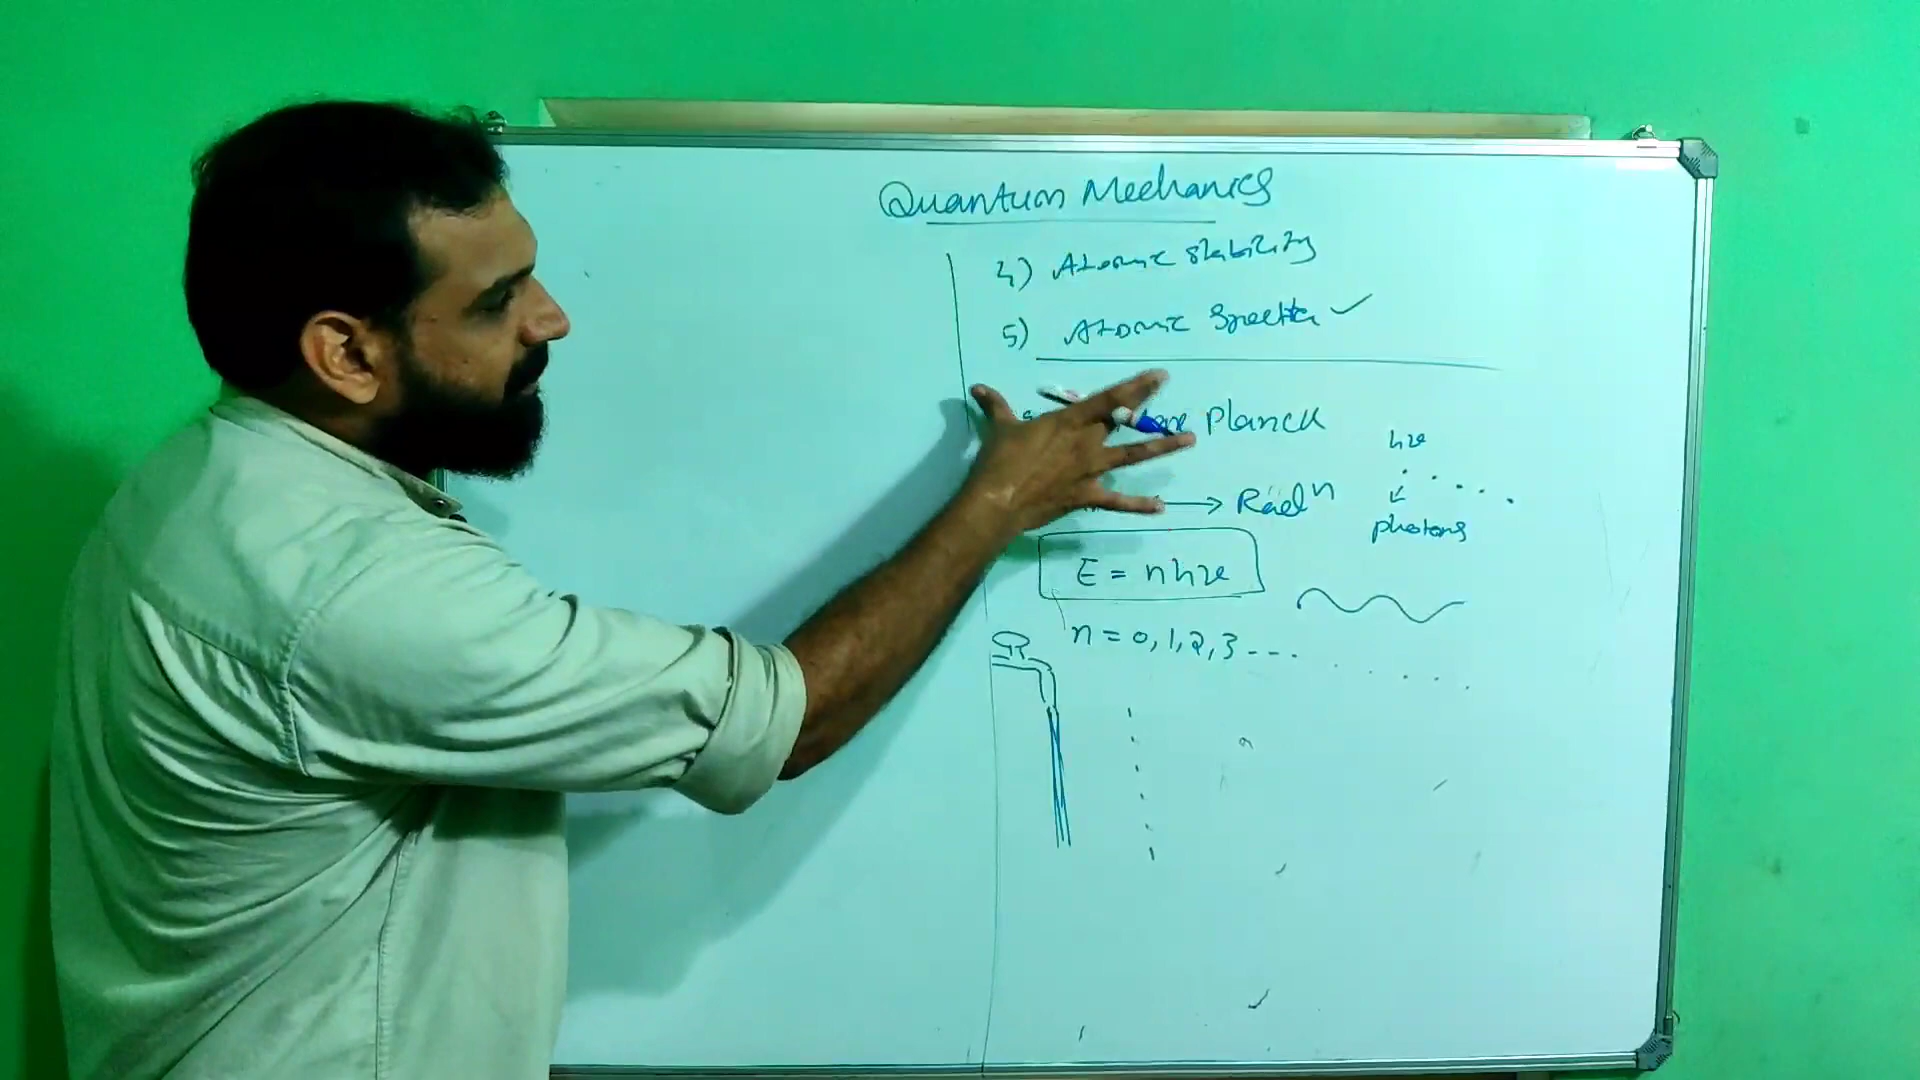 Quantum Mechanics
4) Atomic Stability
5) Atomic Spectra ✓
Planck
hν
→ Radⁿ
photons
E = nhν
n = 0, 1, 2, 3 ---